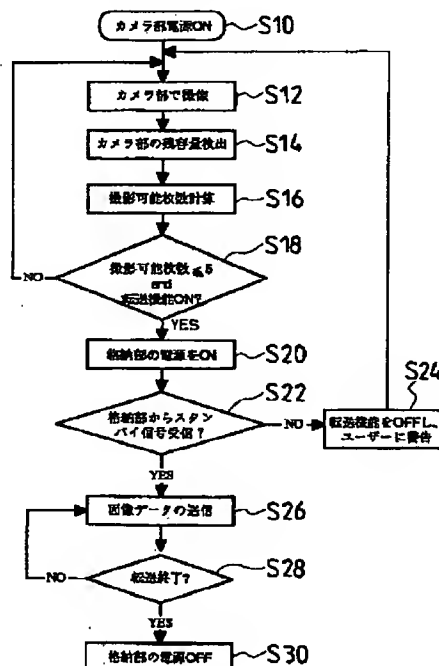 カメラ部電源ON
S10
カメラ部で撮像
S12
カメラ部の残容量検出
S14
撮影可能枚数計算
S16
S18
撮影可能枚数≦5
and
転送機能ON?
NO
YES
格納部の電源をON
S20
S22
格納部からスタン
バイ信号受信?
NO
S24
転送機能をOFFし、
ユーザーに警告
YES
画像データの送信
S26
転送終了?
S28
NO
YES
格納部の電源OFF
S30